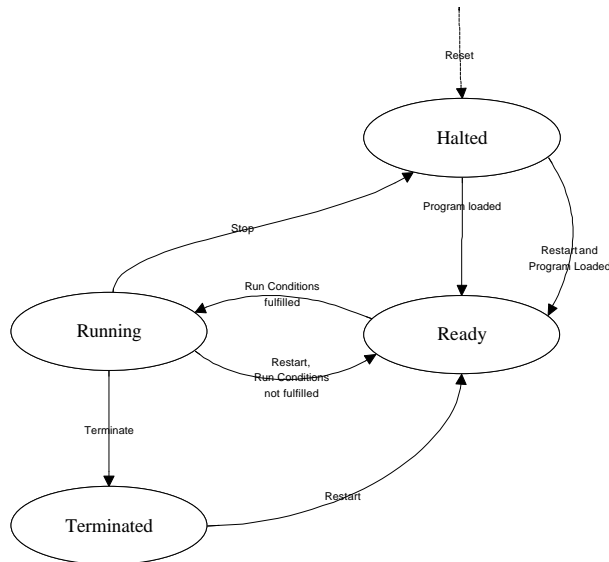 Reset
Halted
Program loaded
Restart and
Program Loaded
Stop
Run Conditions
fulfilled
Running
Ready
Restart,
Run Conditions
not fulfilled
Terminate
Restart
Terminated